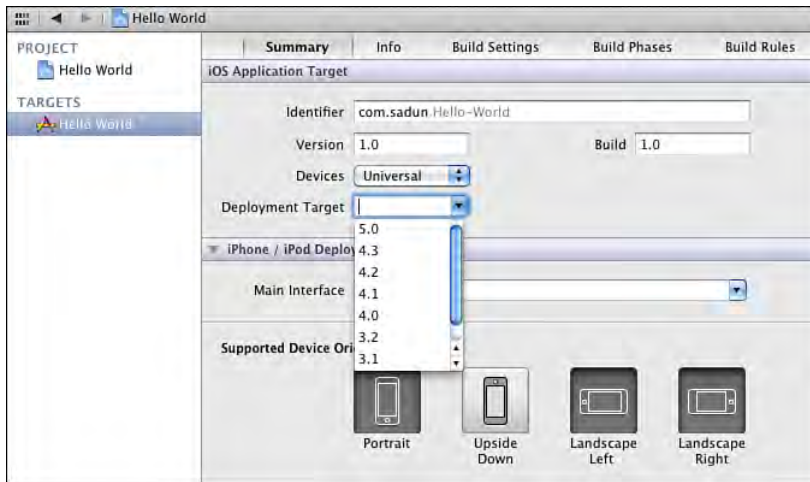 Hello World
PROJECT
Hello World
TARGETS
Hello World
Summary Info Build Settings Build Phases Build Rules
iOS Application Target
Identifier com.sadun.Hello-World
Version 1.0 Build 1.0
Devices Universal
Deployment Target
5.0
4.3
4.2
4.1
4.0
3.2
3.1
iPhone / iPod Deploy
Main Interface
Supported Device Ori
Portrait
Upside Down
Landscape Left
Landscape Right